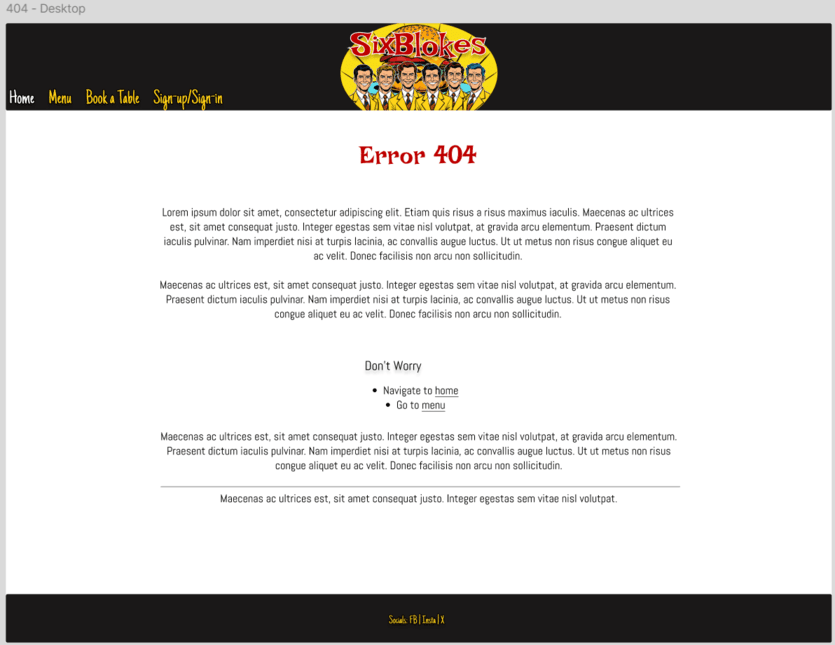 404 - Desktop
SixBlokes
Home Menu Book a Table Sign-up/Sign-in
Error 404
Lorem ipsum dolor sit amet, consectetur adipiscing elit. Etiam quis risus a risus maximus iaculis. Maecenas ac ultrices
est, sit amet consequat justo. Integer egestas sem vitae nisl volutpat, at gravida arcu elementum. Praesent dictum
iaculis pulvinar. Nam imperdiet nisi at turpis lacinia, ac convallis augue luctus. Ut ut metus non risus congue aliquet eu
ac velit. Donec facilisis non arcu non sollicitudin.
Maecenas ac ultrices est, sit amet consequat justo. Integer egestas sem vitae nisl volutpat, at gravida arcu elementum.
Praesent dictum iaculis pulvinar. Nam imperdiet nisi at turpis lacinia, ac convallis augue luctus. Ut ut metus non risus
congue aliquet eu ac velit. Donec facilisis non arcu non sollicitudin.
Don't Worry
• Navigate to home
• Go to menu
Maecenas ac ultrices est, sit amet consequat justo. Integer egestas sem vitae nisl volutpat, at gravida arcu elementum.
Praesent dictum iaculis pulvinar. Nam imperdiet nisi at turpis lacinia, ac convallis augue luctus. Ut ut metus non risus
congue aliquet eu ac velit. Donec facilisis non arcu non sollicitudin.
Maecenas ac ultrices est, sit amet consequat justo. Integer egestas sem vitae nisl volutpat.
Socials: FB | Insta | X